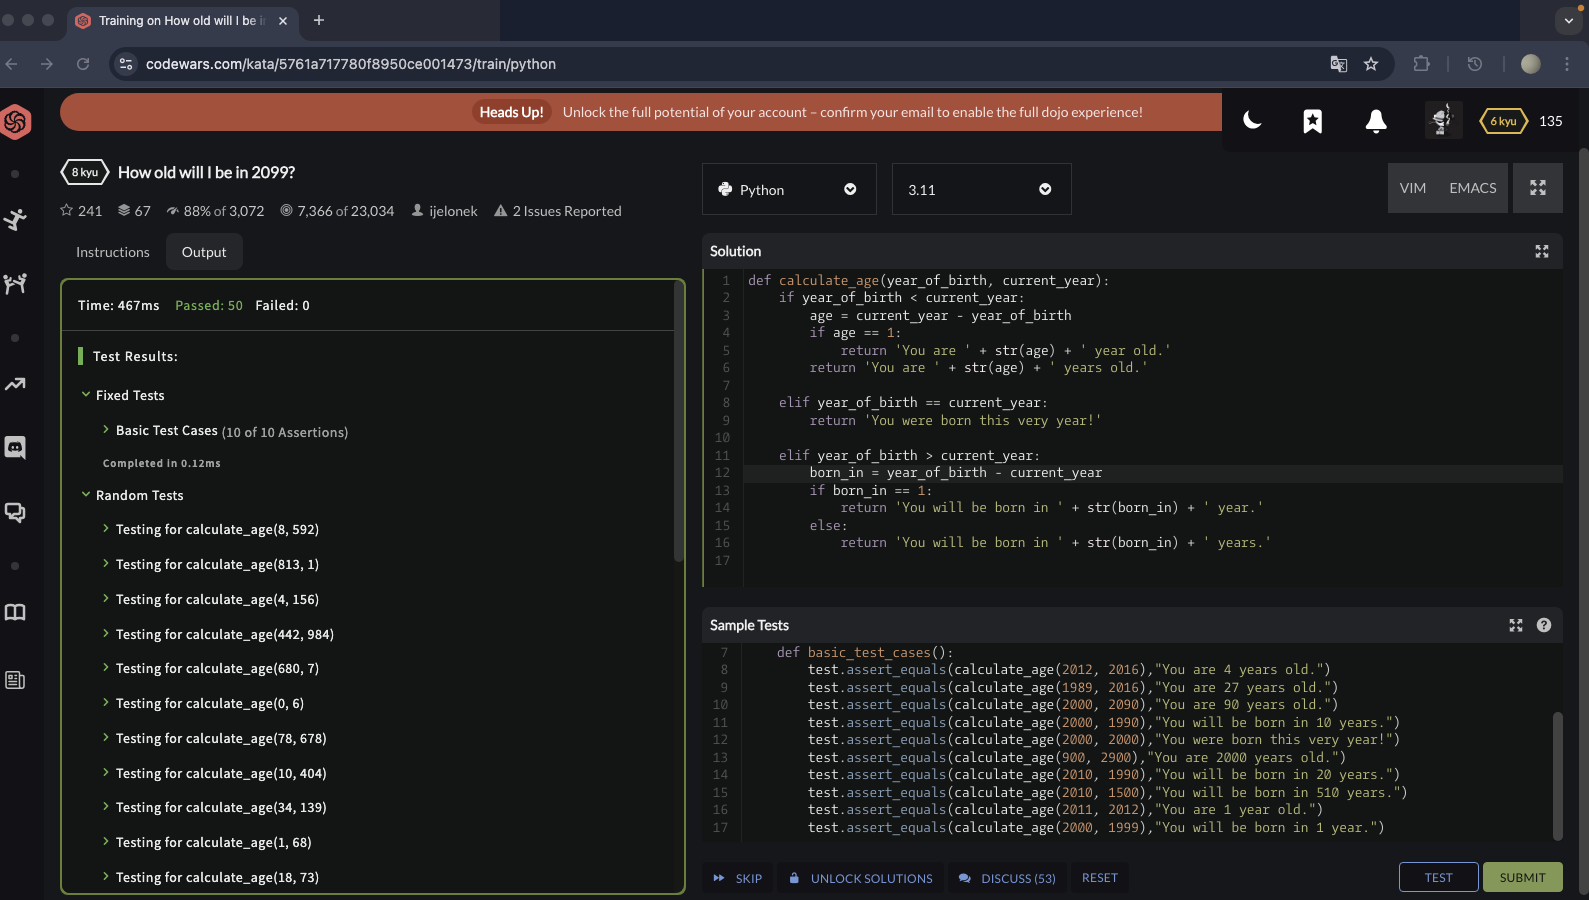 Training on How old will I be i
codewars.com/kata/5761a717780f8950ce001473/train/python
Heads Up! Unlock the full potential of your account – confirm your email to enable the full dojo experience!
6 kyu 135
8 kyu How old will I be in 2099?
241 67 88% of 3,072 7,366 of 23,034 ijelonek 2 Issues Reported
Instructions Output
Time: 467ms Passed: 50 Failed: 0
Test Results:
Fixed Tests
Basic Test Cases (10 of 10 Assertions)
Completed in 0.12ms
Random Tests
Testing for calculate_age(8, 592)
Testing for calculate_age(813, 1)
Testing for calculate_age(4, 156)
Testing for calculate_age(442, 984)
Testing for calculate_age(680, 7)
Testing for calculate_age(0, 6)
Testing for calculate_age(78, 678)
Testing for calculate_age(10, 404)
Testing for calculate_age(34, 139)
Testing for calculate_age(1, 68)
Testing for calculate_age(18, 73)
Python 3.11 VIM EMACS
Solution
1 def calculate_age(year_of_birth, current_year):
2     if year_of_birth < current_year:
3         age = current_year - year_of_birth
4         if age == 1:
5             return 'You are ' + str(age) + ' year old.'
6         return 'You are ' + str(age) + ' years old.'
7
8     elif year_of_birth == current_year:
9         return 'You were born this very year!'
10
11     elif year_of_birth > current_year:
12         born_in = year_of_birth - current_year
13         if born_in == 1:
14             return 'You will be born in ' + str(born_in) + ' year.'
15         else:
16             return 'You will be born in ' + str(born_in) + ' years.'
17
Sample Tests
7     def basic_test_cases():
8         test.assert_equals(calculate_age(2012, 2016),"You are 4 years old.")
9         test.assert_equals(calculate_age(1989, 2016),"You are 27 years old.")
10         test.assert_equals(calculate_age(2000, 2090),"You are 90 years old.")
11         test.assert_equals(calculate_age(2000, 1990),"You will be born in 10 years.")
12         test.assert_equals(calculate_age(2000, 2000),"You were born this very year!")
13         test.assert_equals(calculate_age(900, 2900),"You are 2000 years old.")
14         test.assert_equals(calculate_age(2010, 1990),"You will be born in 20 years.")
15         test.assert_equals(calculate_age(2010, 1500),"You will be born in 510 years.")
16         test.assert_equals(calculate_age(2011, 2012),"You are 1 year old.")
17         test.assert_equals(calculate_age(2000, 1999),"You will be born in 1 year.")
SKIP UNLOCK SOLUTIONS DISCUSS (53) RESET TEST SUBMIT